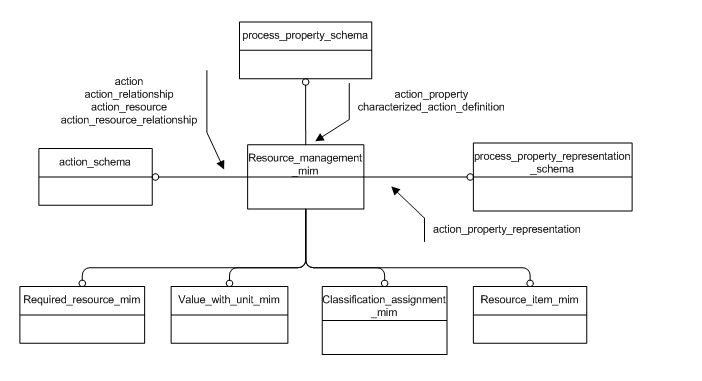 process_property_schema
action
action_relationship
action_resource
action_resource_relationship
action_property
characterized_action_definition
action_schema
Resource_management
_mim
process_property_representation
_schema
action_property_representation
Required_resource_mim
Value_with_unit_mim
Classification_assignment
_mim
Resource_item_mim